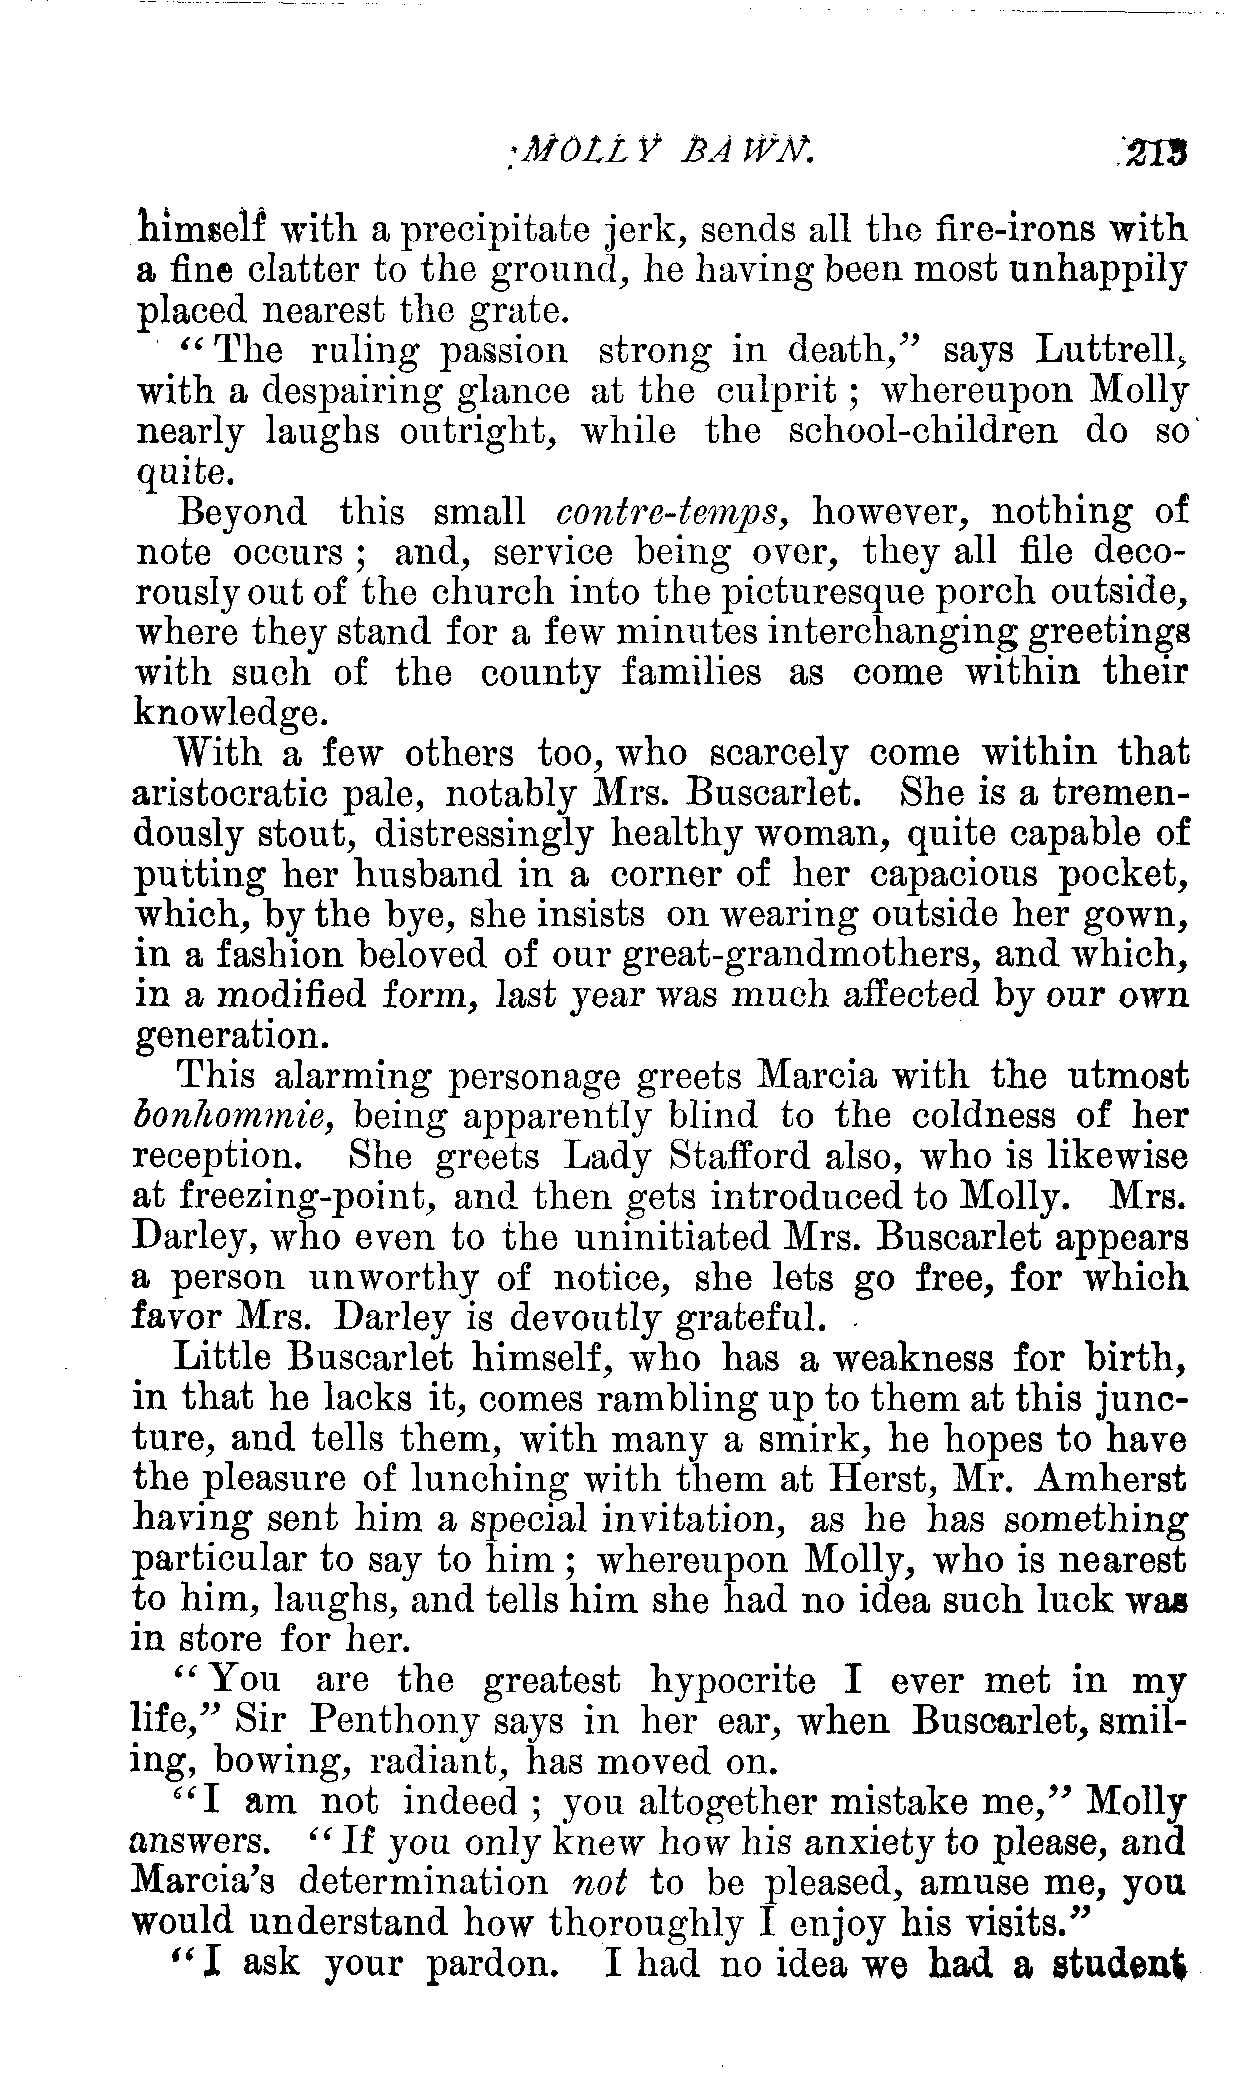 MOLLY BAWN. 213
himself with a precipitate jerk, sends all the fire-irons with
a fine clatter to the ground, he having been most unhappily
placed nearest the grate.
“The ruling passion strong in death,” says Luttrell,
with a despairing glance at the culprit ; whereupon Molly
nearly laughs outright, while the school-children do so
quite.
Beyond this small contre-temps, however, nothing of
note occurs ; and, service being over, they all file deco-
rously out of the church into the picturesque porch outside,
where they stand for a few minutes interchanging greetings
with such of the county families as come within their
knowledge.
With a few others too, who scarcely come within that
aristocratic pale, notably Mrs. Buscarlet. She is a tremen-
dously stout, distressingly healthy woman, quite capable of
putting her husband in a corner of her capacious pocket,
which, by the bye, she insists on wearing outside her gown,
in a fashion beloved of our great-grandmothers, and which,
in a modified form, last year was much affected by our own
generation.
This alarming personage greets Marcia with the utmost
bonhommie, being apparently blind to the coldness of her
reception. She greets Lady Stafford also, who is likewise
at freezing-point, and then gets introduced to Molly. Mrs.
Darley, who even to the uninitiated Mrs. Buscarlet appears
a person unworthy of notice, she lets go free, for which
favor Mrs. Darley is devoutly grateful.
Little Buscarlet himself, who has a weakness for birth,
in that he lacks it, comes rambling up to them at this junc-
ture, and tells them, with many a smirk, he hopes to have
the pleasure of lunching with them at Herst, Mr. Amherst
having sent him a special invitation, as he has something
particular to say to him ; whereupon Molly, who is nearest
to him, laughs, and tells him she had no idea such luck was
in store for her.
“You are the greatest hypocrite I ever met in my
life,” Sir Penthony says in her ear, when Buscarlet, smil-
ing, bowing, radiant, has moved on.
“I am not indeed ; you altogether mistake me,” Molly
answers. “If you only knew how his anxiety to please, and
Marcia’s determination not to be pleased, amuse me, you
would understand how thoroughly I enjoy his visits.”
“I ask your pardon. I had no idea we had a student